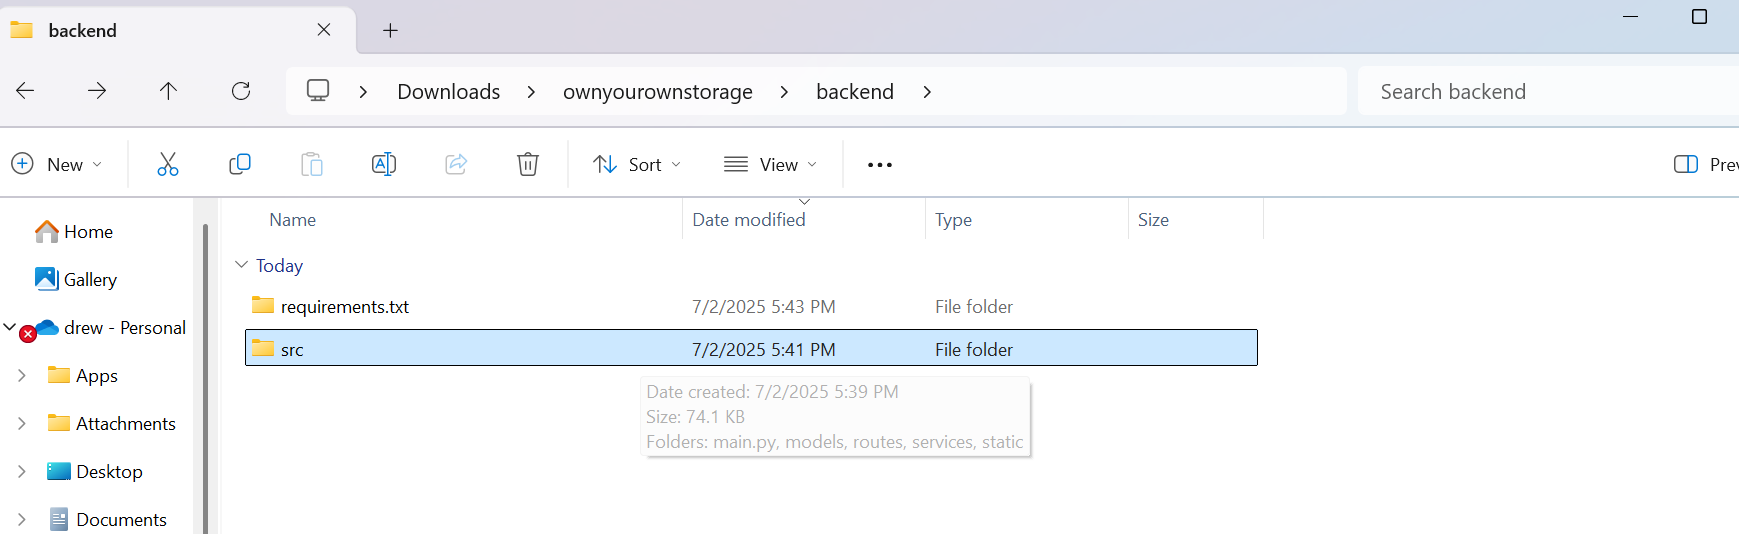 backend
Downloads > ownyourownstorage > backend >
Search backend
New
Sort
View
Prev
Home
Gallery
drew - Personal
Apps
Attachments
Desktop
Documents
Name Date modified Type Size
Today
requirements.txt 7/2/2025 5:43 PM File folder
src 7/2/2025 5:41 PM File folder
Date created: 7/2/2025 5:39 PM
Size: 74.1 KB
Folders: main.py, models, routes, services, static